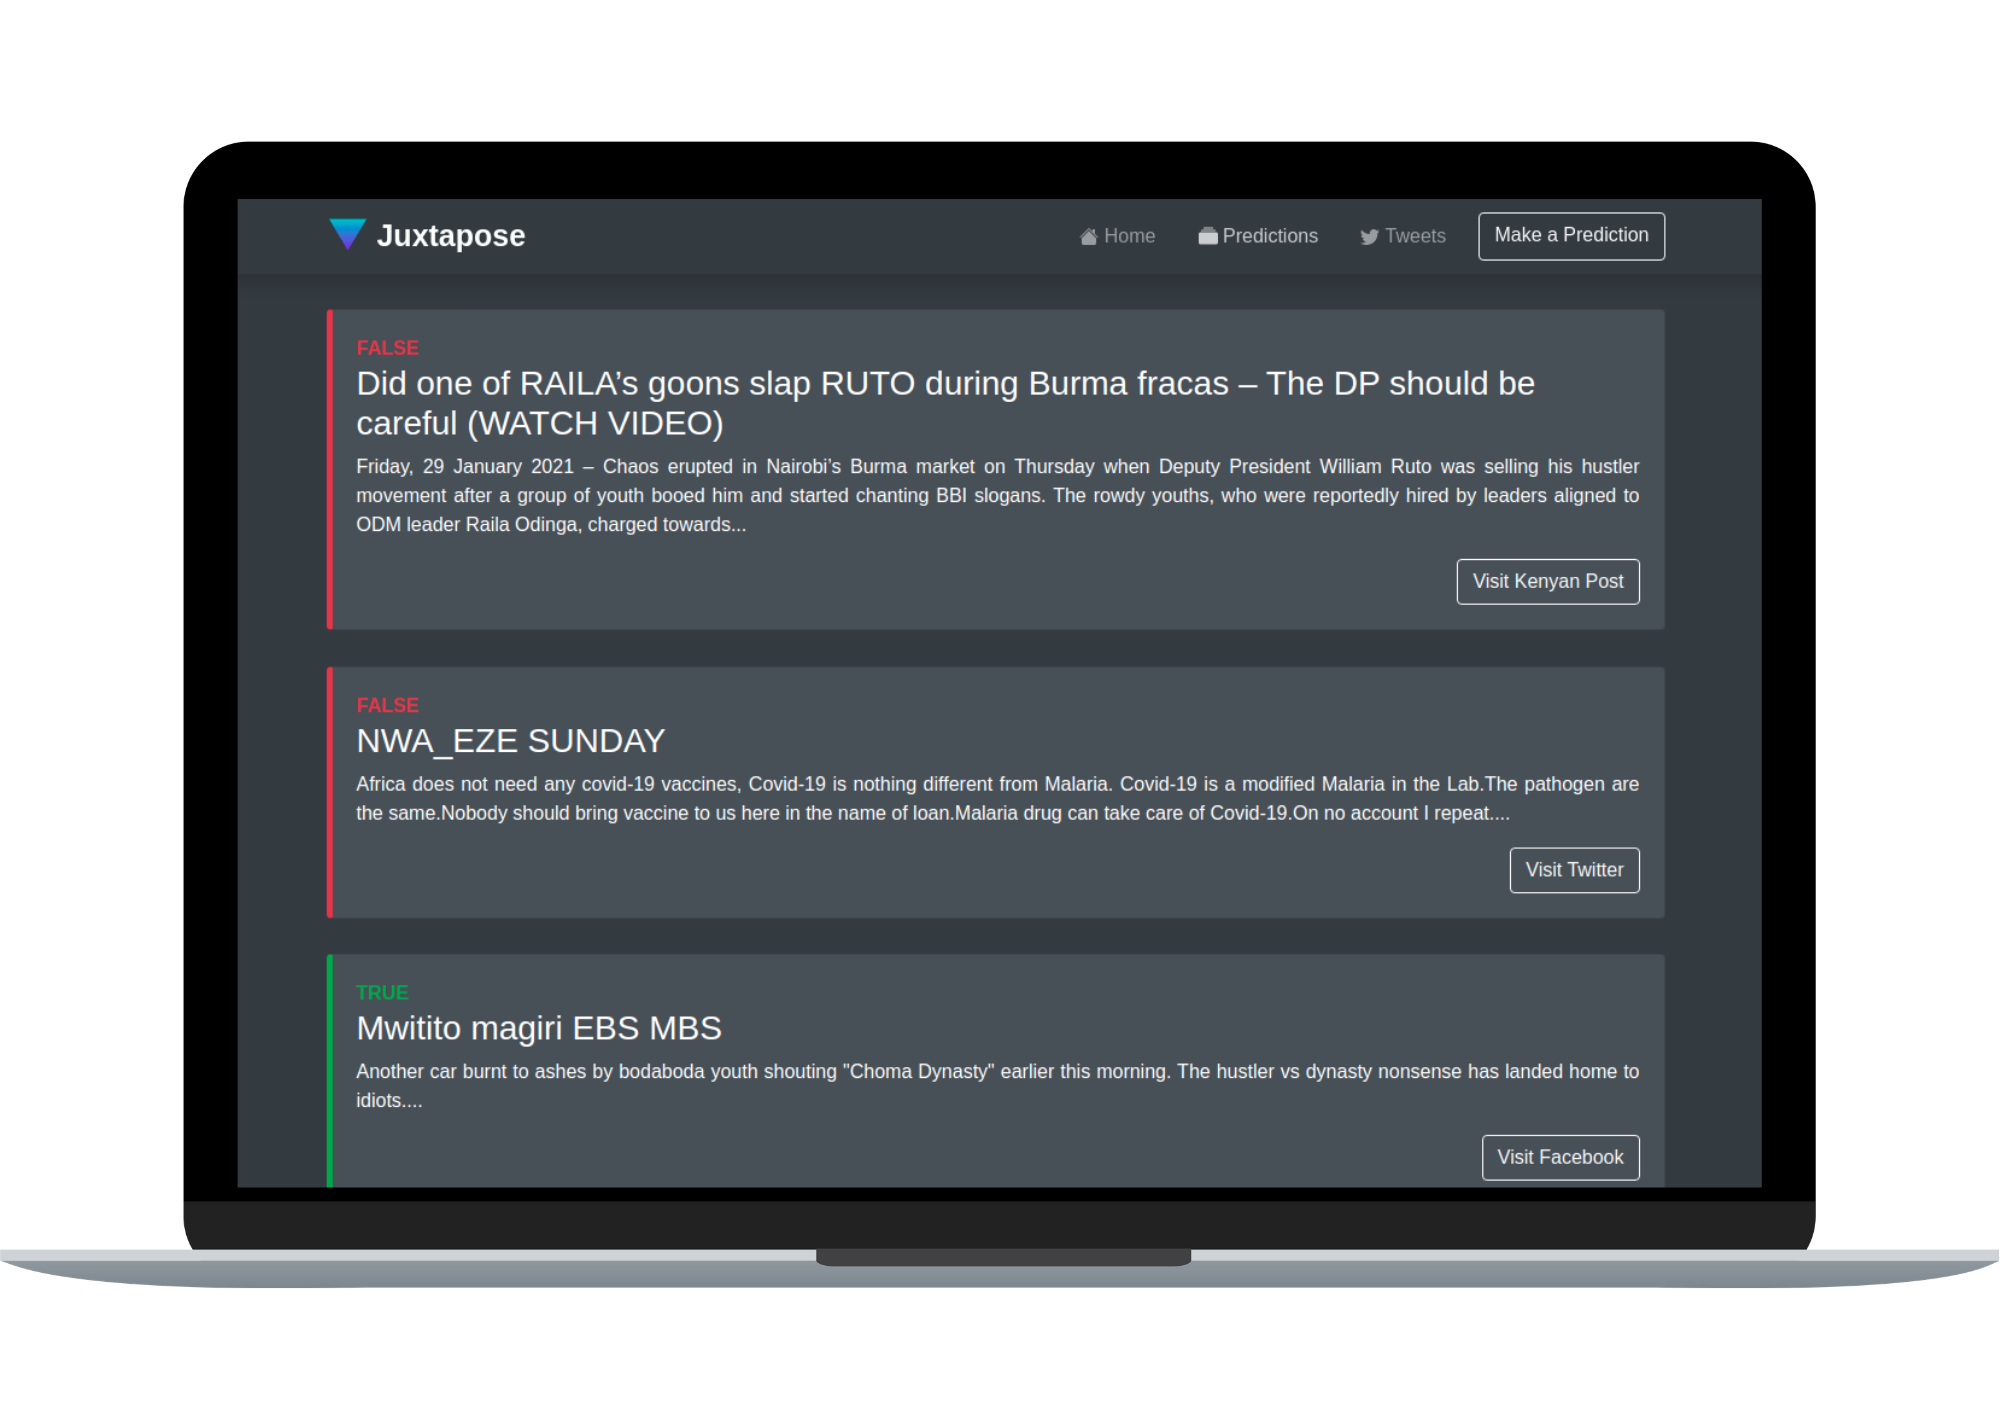 Juxtapose
Home
Predictions
Tweets
Make a Prediction
FALSE
Did one of RAILA’s goons slap RUTO during Burma fracas – The DP should be
careful (WATCH VIDEO)
Friday, 29 January 2021 – Chaos erupted in Nairobi’s Burma market on Thursday when Deputy President William Ruto was selling his hustler
movement after a group of youth booed him and started chanting BBI slogans. The rowdy youths, who were reportedly hired by leaders aligned to
ODM leader Raila Odinga, charged towards...
Visit Kenyan Post
FALSE
NWA_EZE SUNDAY
Africa does not need any covid-19 vaccines, Covid-19 is nothing different from Malaria. Covid-19 is a modified Malaria in the Lab.The pathogen are
the same.Nobody should bring vaccine to us here in the name of loan.Malaria drug can take care of Covid-19.On no account I repeat....
Visit Twitter
TRUE
Mwitito magiri EBS MBS
Another car burnt to ashes by bodaboda youth shouting "Choma Dynasty" earlier this morning. The hustler vs dynasty nonsense has landed home to
idiots....
Visit Facebook